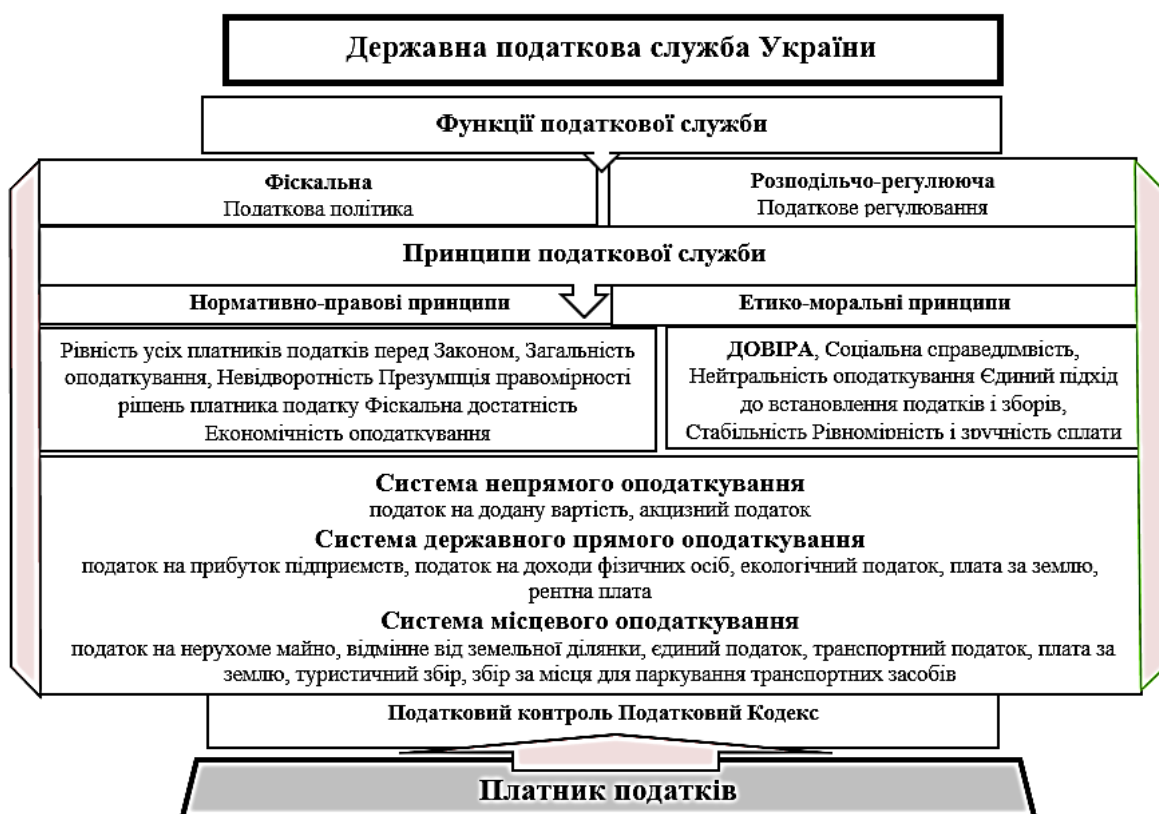 Державна податкова служба України
Функції податкової служби
Фіскальна
Податкова політика
Розподільчо-регулююча
Податкове регулювання
Принципи податкової служби
Нормативно-правові принципи
Етико-моральні принципи
Рівність усіх платників податків перед Законом, Загальність
оподаткування, Невідворотність Презумпція правомірності
рішень платника податку Фіскальна достатність
Економічність оподаткування
ДОВІРА, Соціальна справедлмвість,
Нейтральність оподаткування Єдиний підхід
до встановлення податків і зборів,
Стабільність Рівномірність і зручність сплати
Система непрямого оподаткування
податок на додану вартість, акцизний податок
Система державного прямого оподаткування
податок на прибуток підприємств, податок на доходи фізичних осіб, екологічний податок, плата за землю,
рентна плата
Система місцевого оподаткування
податок на нерухоме майно, відмінне від земельної ділянки, єдиний податок, транспортний податок, плата за
землю, туристичний збір, збір за місця для паркування транспортних засобів
Податковий контроль Податковий Кодекс
Платник податків